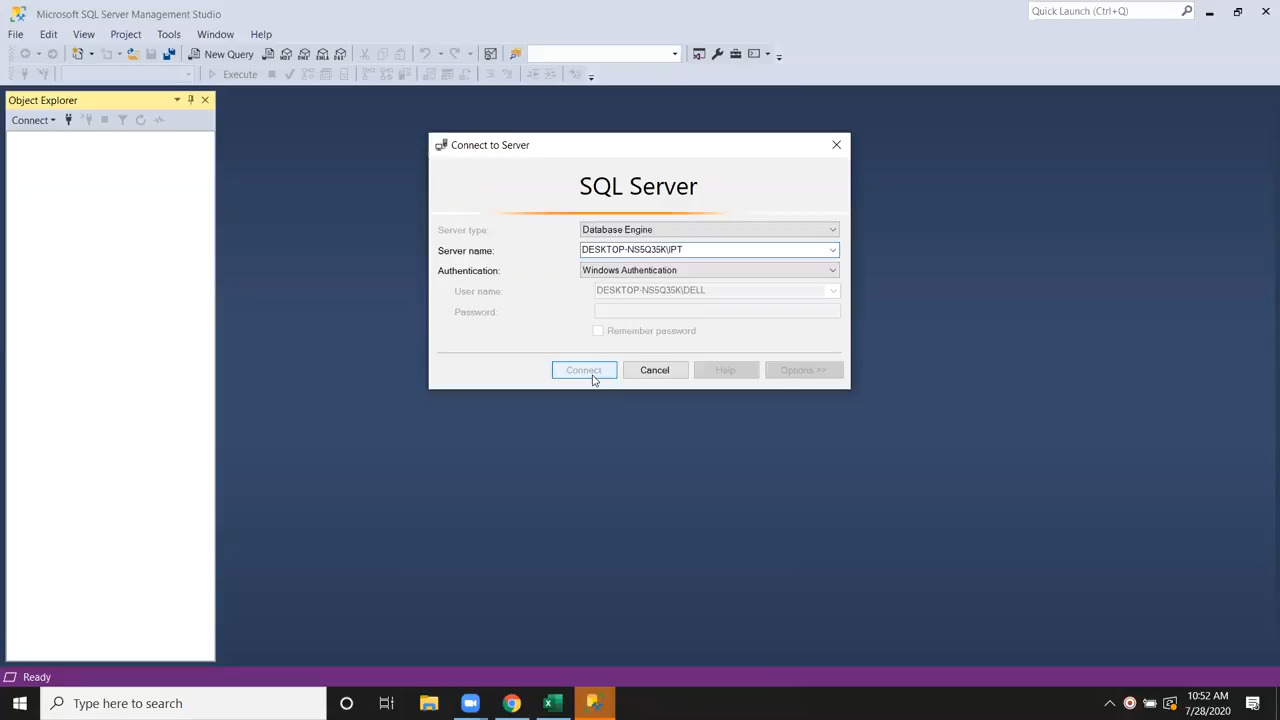 Microsoft SQL Server Management Studio
Quick Launch (Ctrl+Q)
File Edit View Project Tools Window Help
New Query
Execute
Object Explorer
Connect
Connect to Server
SQL Server
Server type: Database Engine
Server name: DESKTOP-NS5Q35K\IPT
Authentication: Windows Authentication
User name: DESKTOP-NS5Q35K\DELL
Password:
Remember password
Connect Cancel Help Options >>
Ready
Type here to search
10:52 AM
7/28/2020